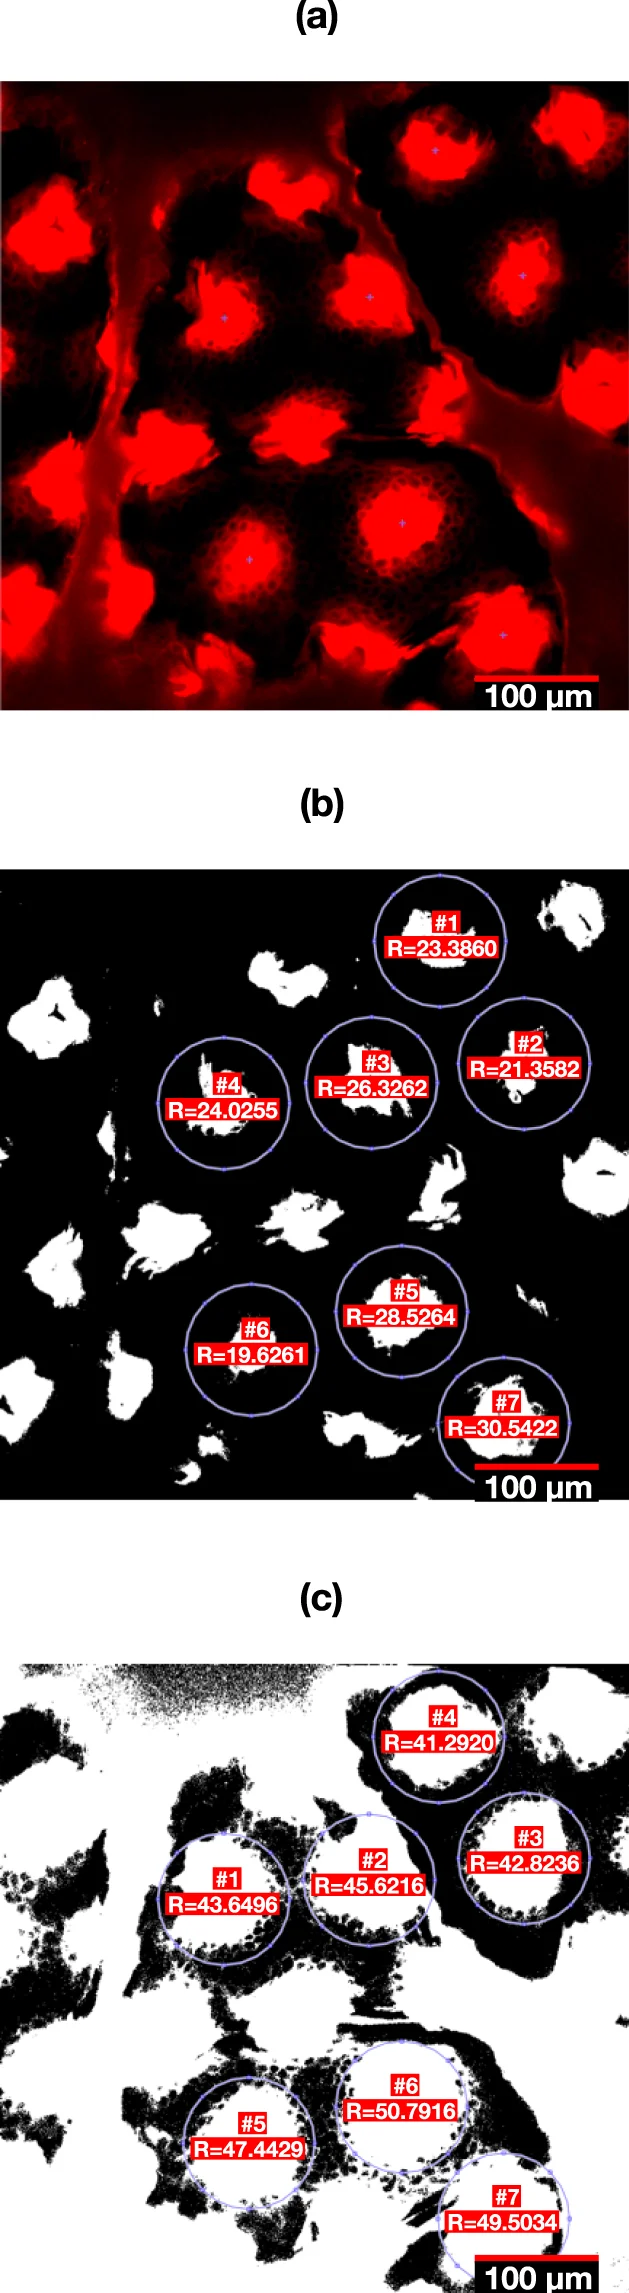 (a)
100 µm
(b)
#1
R=23.3860
#2
R=21.3582
#3
R=26.3262
#4
R=24.0255
#5
R=28.5264
#6
R=19.6261
#7
R=30.5422
100 µm
(c)
#4
R=41.2920
#3
R=42.8236
#2
R=45.6216
#1
R=43.6496
#6
R=50.7916
#5
R=47.4429
#7
R=49.5034
100 µm